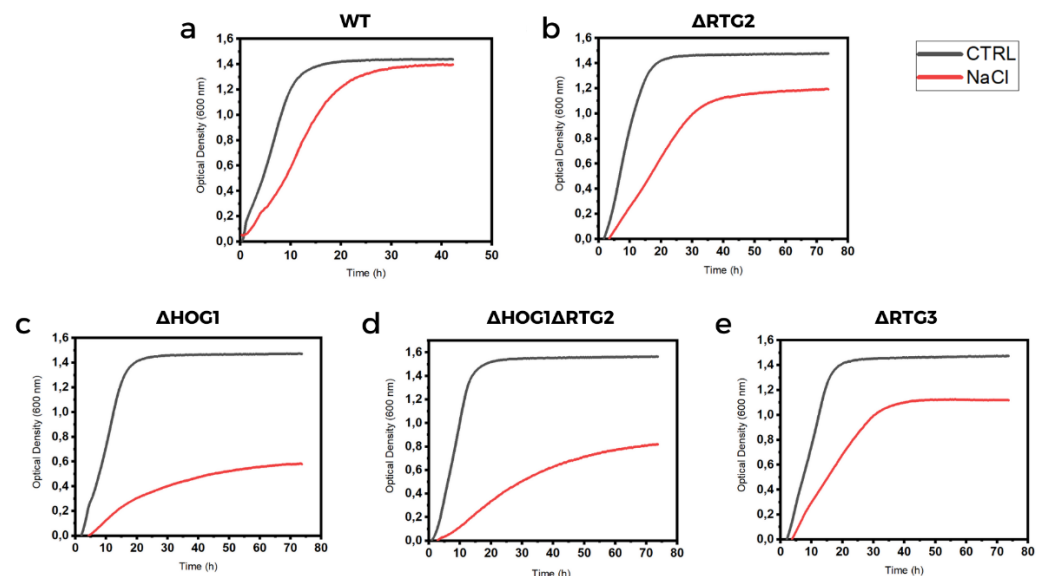 a WT
Optical Density (600 nm)
1,6
1,4
1,2
1,0
0,8
0,6
0,4
0,2
0,0
0 10 20 30 40 50
Time (h)
b ΔRTG2
Optical Density (600 nm)
1,6
1,4
1,2
1,0
0,8
0,6
0,4
0,2
0,0
0 10 20 30 40 50 60 70 80
Time (h)
CTRL
NaCl
c ΔHOG1
Optical Density (600 nm)
1,6
1,4
1,2
1,0
0,8
0,6
0,4
0,2
0,0
0 10 20 30 40 50 60 70 80
Time (h)
d ΔHOG1ΔRTG2
Optical Density (600 nm)
1,6
1,4
1,2
1,0
0,8
0,6
0,4
0,2
0,0
0 10 20 30 40 50 60 70 80
Time (h)
e ΔRTG3
Optical Density (600 nm)
1,6
1,4
1,2
1,0
0,8
0,6
0,4
0,2
0,0
0 10 20 30 40 50 60 70 80
Time (h)